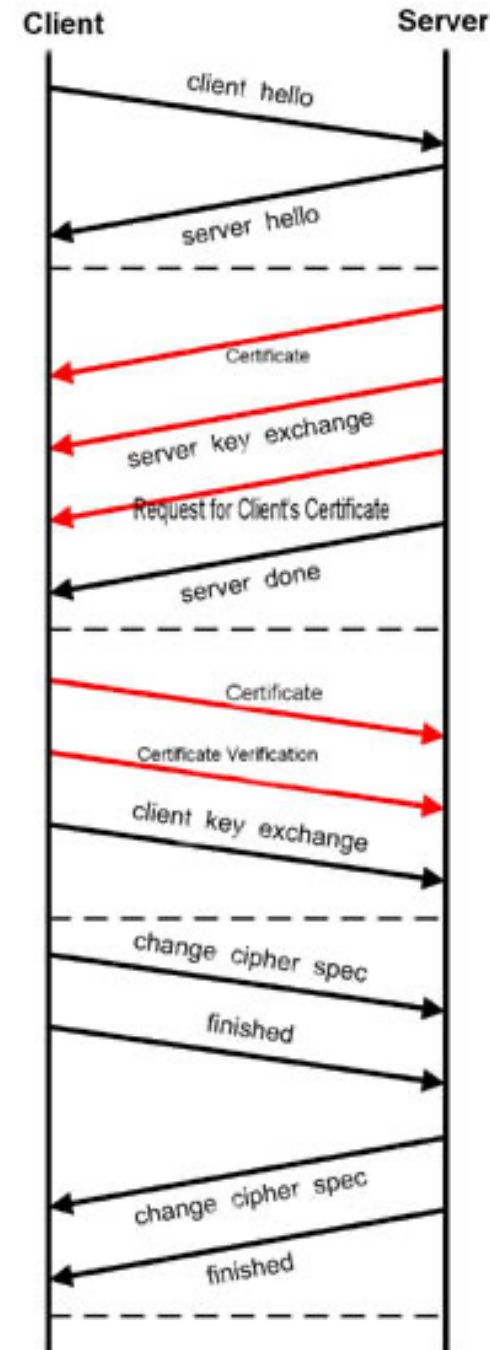 Client
Server
client hello
server hello
Certificate
server key exchange
Request for Client's Certificate
server done
Certificate
Certificate Verification
client key exchange
change cipher spec
finished
change cipher spec
finished